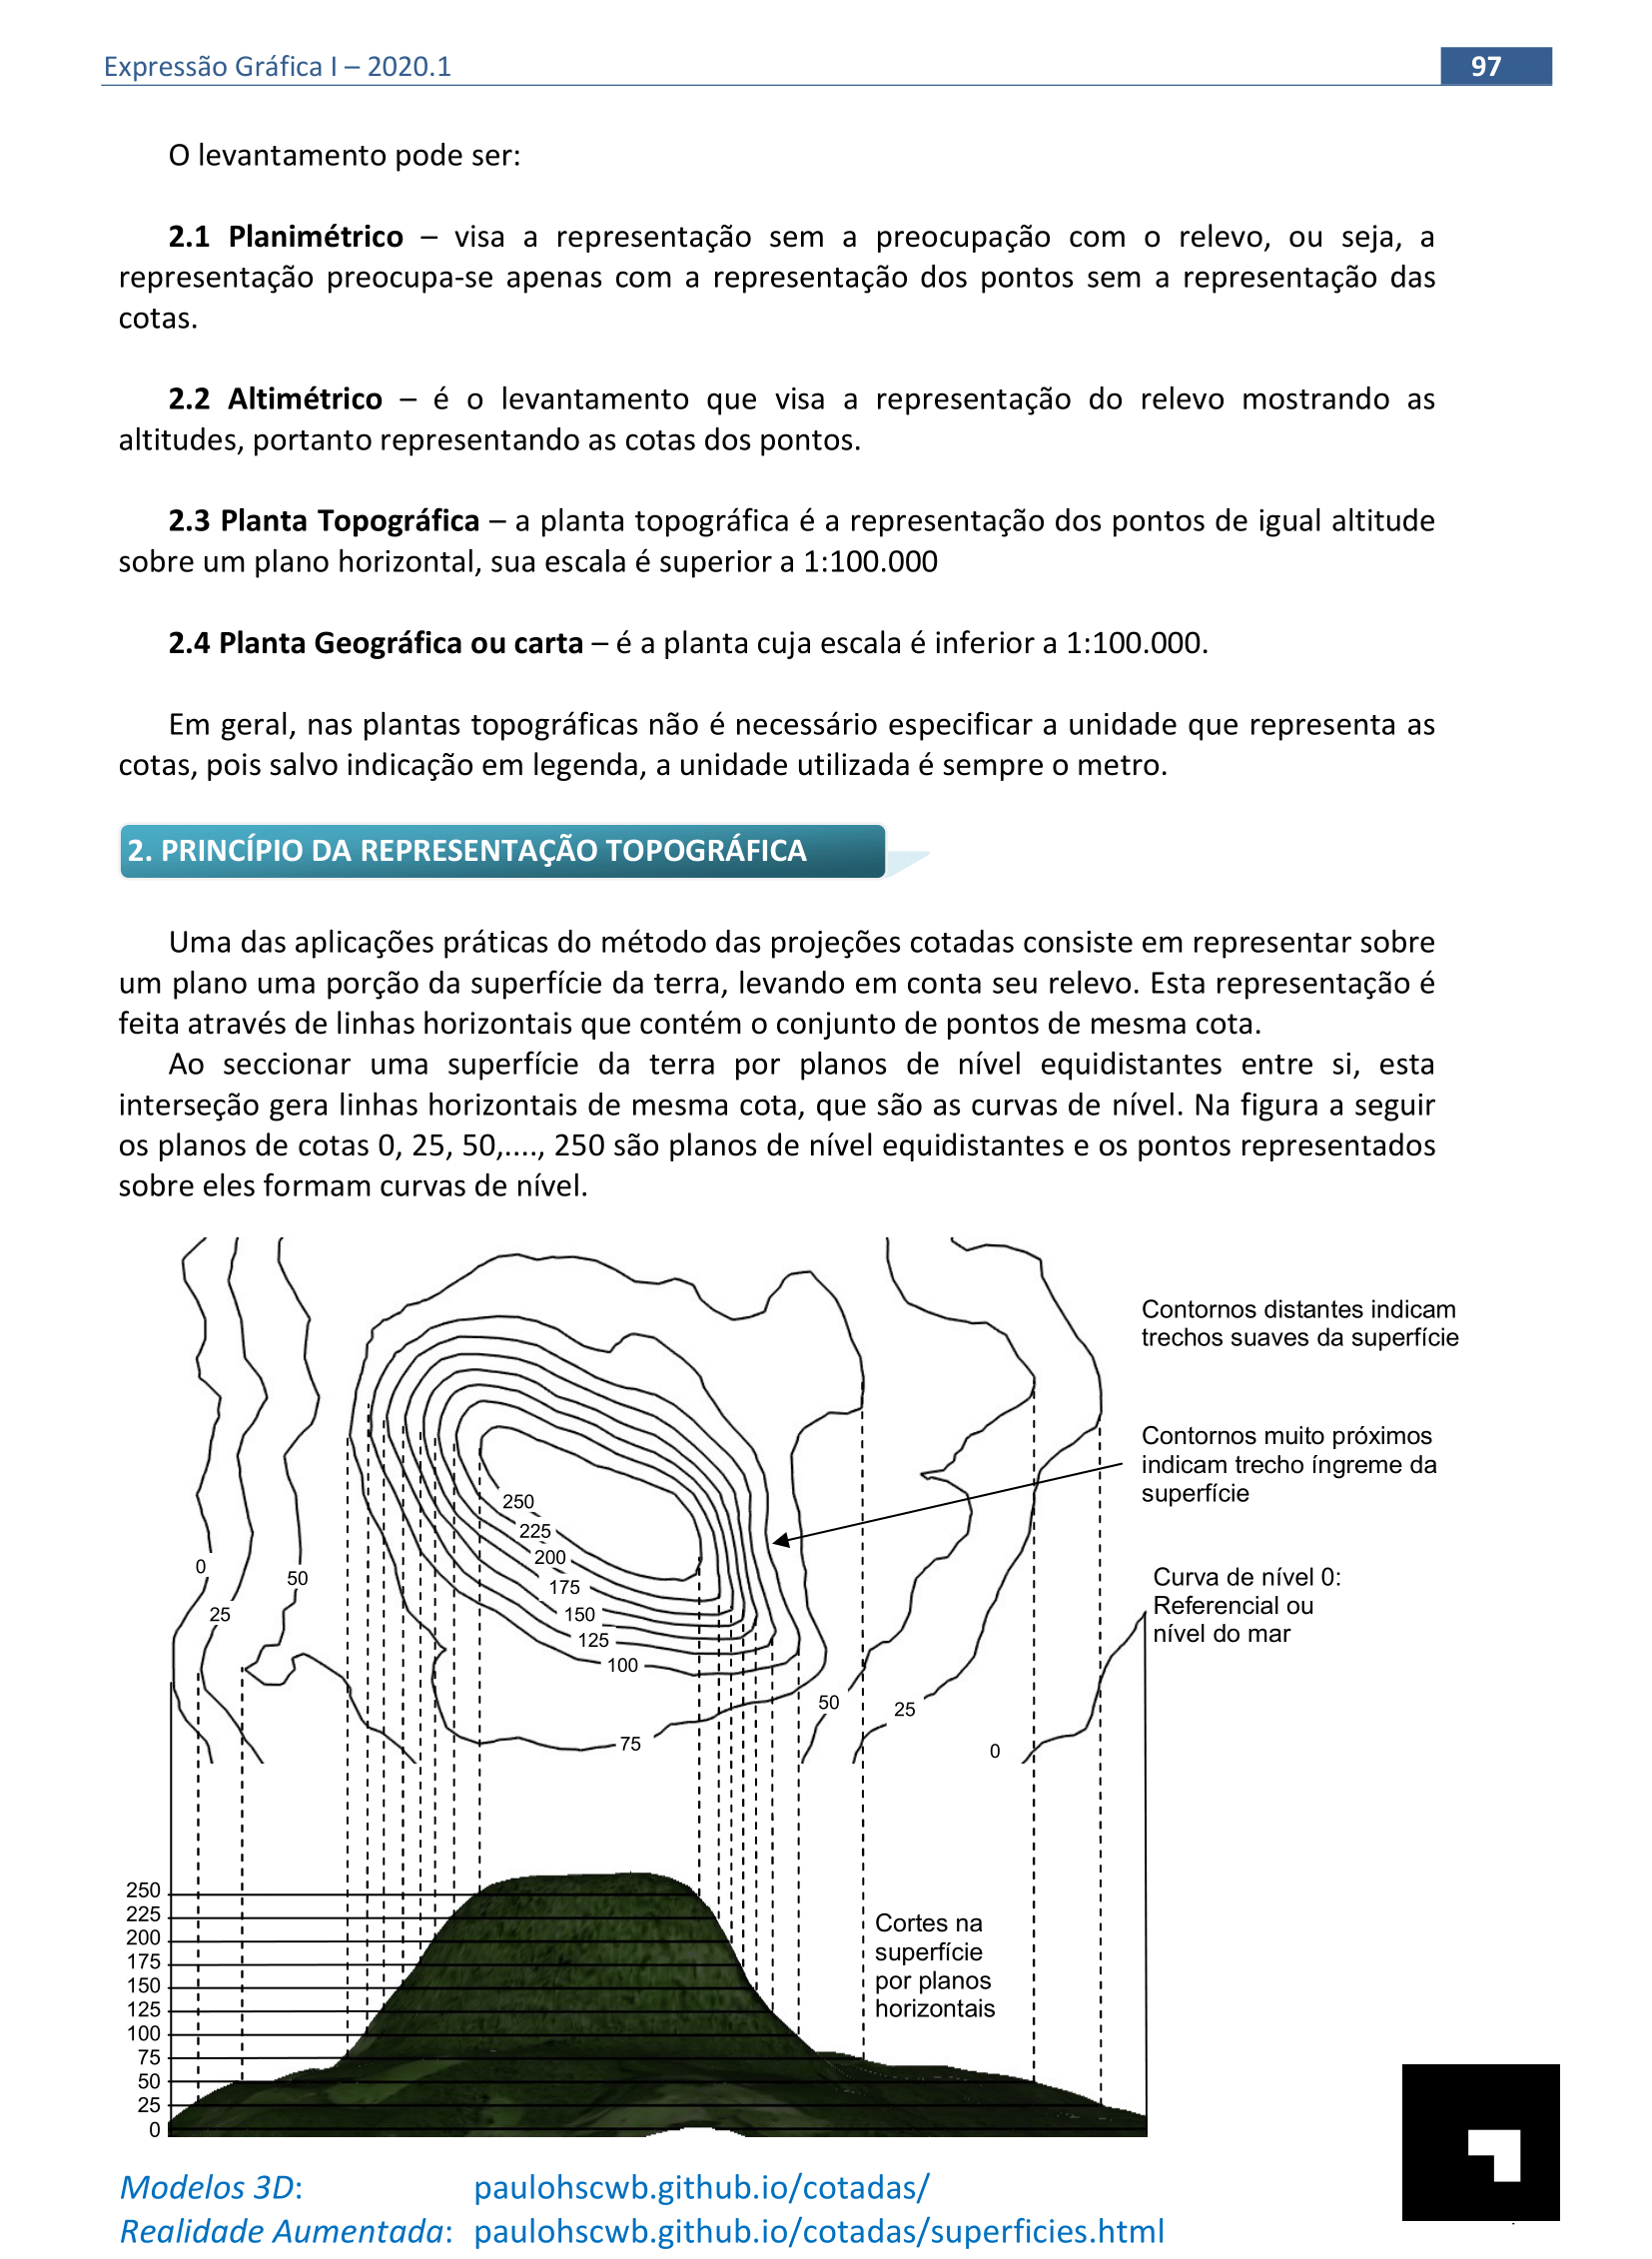 Expressão Gráfica I – 2020.1
97
O levantamento pode ser:
2.1 Planimétrico – visa a representação sem a preocupação com o relevo, ou seja, a
representação preocupa-se apenas com a representação dos pontos sem a representação das
cotas.
2.2 Altimétrico – é o levantamento que visa a representação do relevo mostrando as
altitudes, portanto representando as cotas dos pontos.
2.3 Planta Topográfica – a planta topográfica é a representação dos pontos de igual altitude
sobre um plano horizontal, sua escala é superior a 1:100.000
2.4 Planta Geográfica ou carta – é a planta cuja escala é inferior a 1:100.000.
Em geral, nas plantas topográficas não é necessário especificar a unidade que representa as
cotas, pois salvo indicação em legenda, a unidade utilizada é sempre o metro.
2. PRINCÍPIO DA REPRESENTAÇÃO TOPOGRÁFICA
Uma das aplicações práticas do método das projeções cotadas consiste em representar sobre
um plano uma porção da superfície da terra, levando em conta seu relevo. Esta representação é
feita através de linhas horizontais que contém o conjunto de pontos de mesma cota.
Ao seccionar uma superfície da terra por planos de nível equidistantes entre si, esta
interseção gera linhas horizontais de mesma cota, que são as curvas de nível. Na figura a seguir
os planos de cotas 0, 25, 50,...., 250 são planos de nível equidistantes e os pontos representados
sobre eles formam curvas de nível.
Contornos distantes indicam
trechos suaves da superfície
Contornos muito próximos
indicam trecho íngreme da
superfície
Curva de nível 0:
Referencial ou
nível do mar
0
25
50
250
225
200
175
150
125
100
75
50
25
0
Cortes na
superfície
por planos
horizontais
250
225
200
175
150
125
100
75
50
25
0
Modelos 3D: paulohscwb.github.io/cotadas/
Realidade Aumentada: paulohscwb.github.io/cotadas/superficies.html